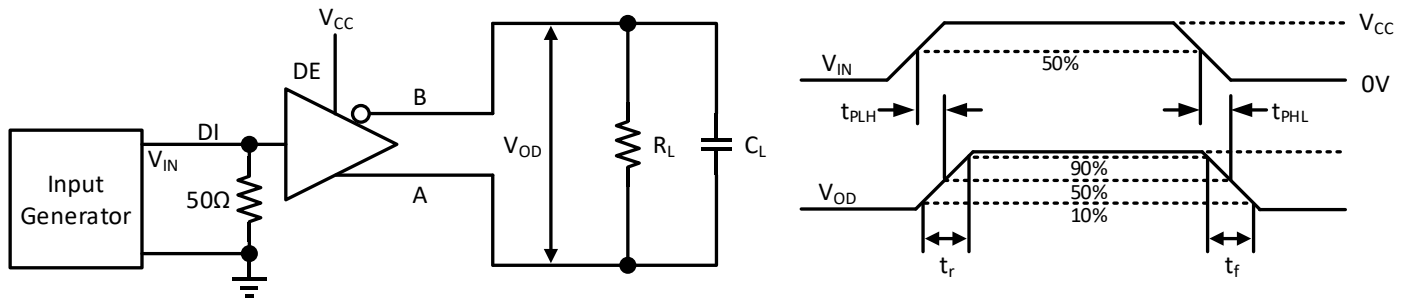 V_CC
DE
B
DI
V_IN
Input
Generator
50Ω
A
V_OD
R_L
C_L
V_CC
V_IN
50%
0V
t_PLH
t_PHL
90%
V_OD
50%
10%
t_r
t_f